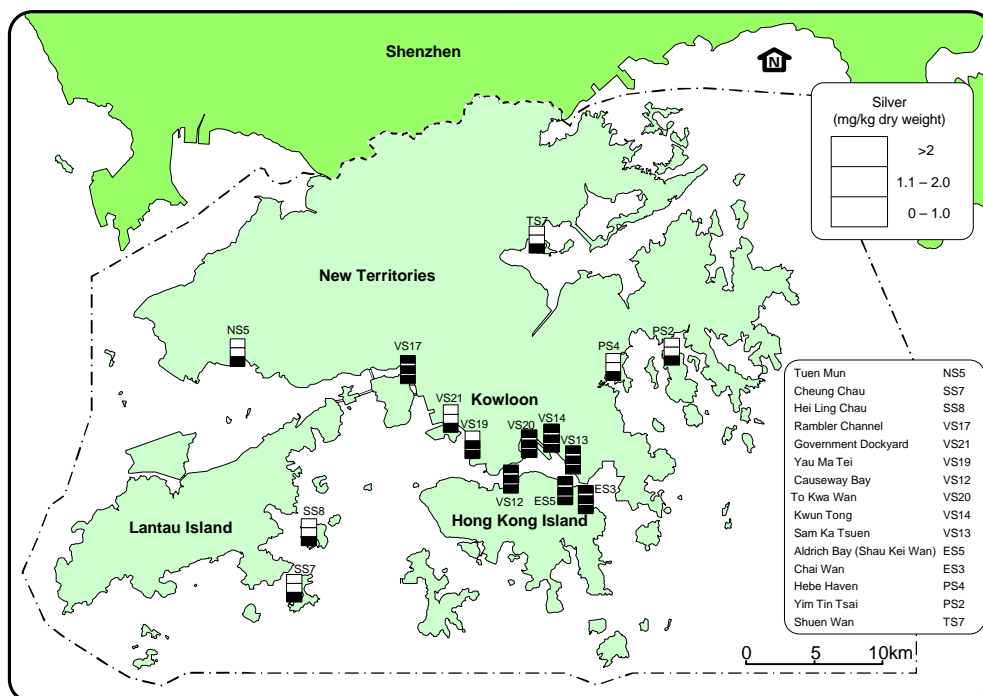 Shenzhen
N
Silver
(mg/kg dry weight)
>2
1.1 – 2.0
0 – 1.0
TS7
New Territories
NS5
VS17
PS4
PS2
VS21
Kowloon
VS19
VS20
VS14
VS13
VS12
ES5
ES3
Hong Kong Island
Lantau Island
SS8
SS7
Tuen Mun NS5
Cheung Chau SS7
Hei Ling Chau SS8
Rambler Channel VS17
Government Dockyard VS21
Yau Ma Tei VS19
Causeway Bay VS12
To Kwa Wan VS20
Kwun Tong VS14
Sam Ka Tsuen VS13
Aldrich Bay (Shau Kei Wan) ES5
Chai Wan ES3
Hebe Haven PS4
Yim Tin Tsai PS2
Shuen Wan TS7
0 5 10km